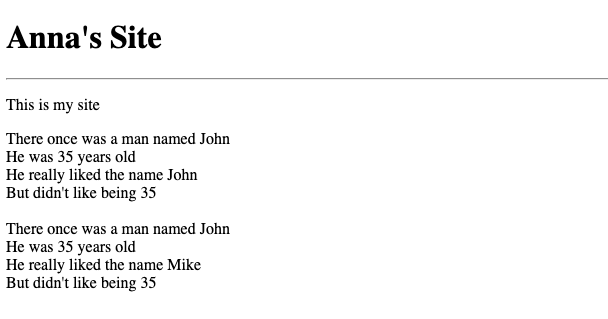 Anna's Site
This is my site
There once was a man named John
He was 35 years old
He really liked the name John
But didn't like being 35
There once was a man named John
He was 35 years old
He really liked the name Mike
But didn't like being 35